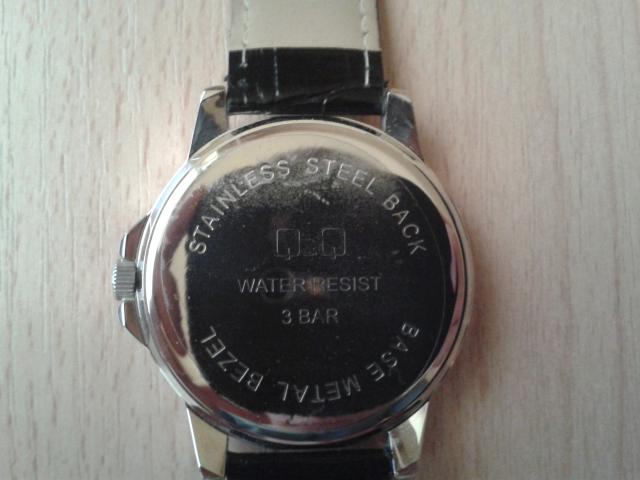 STAINLESS STEEL BACK
Q&Q
WATER RESIST
3 BAR
BASE METAL BEZEL